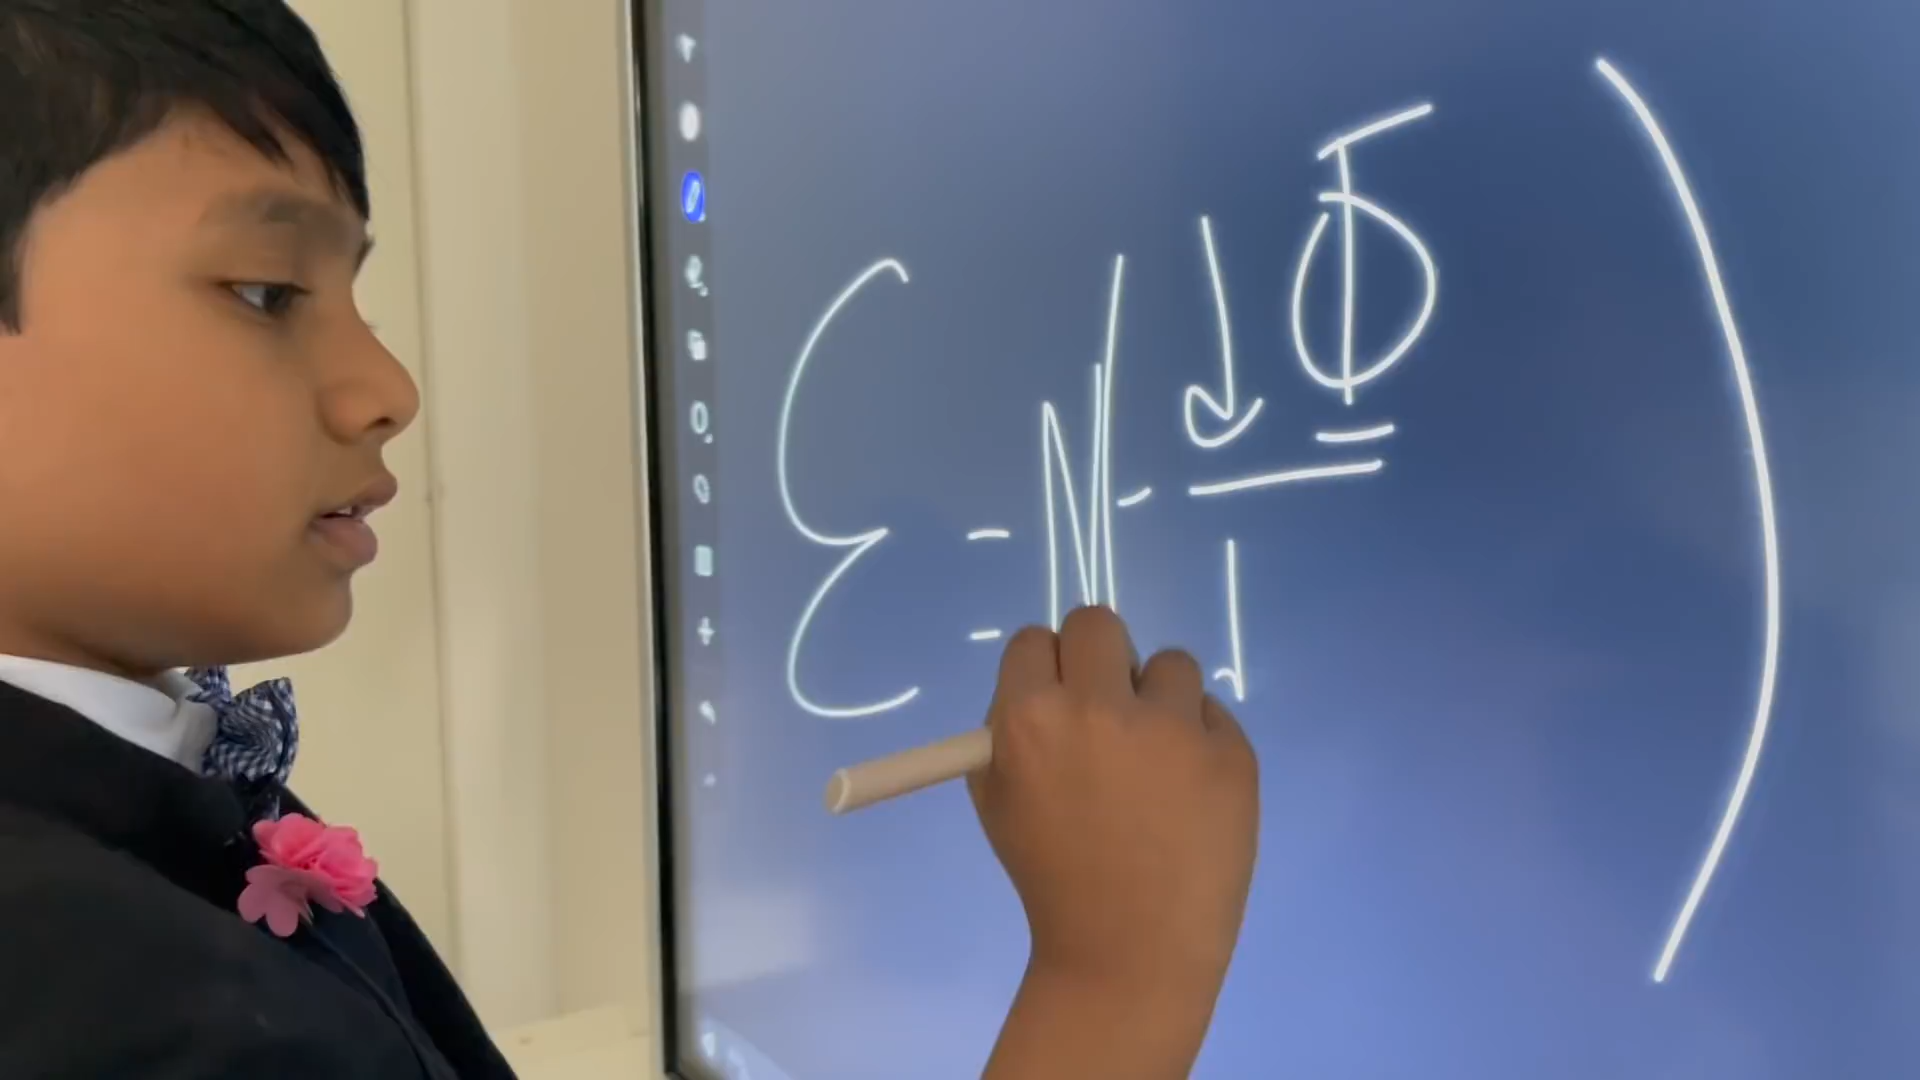 ε = N dΦ / d )